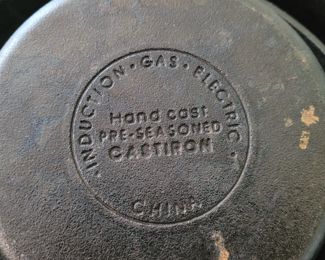 ·INDUCTION·GAS·ELECTRIC·
Hand cast
PRE-SEASONED
CASTIRON
CHINA